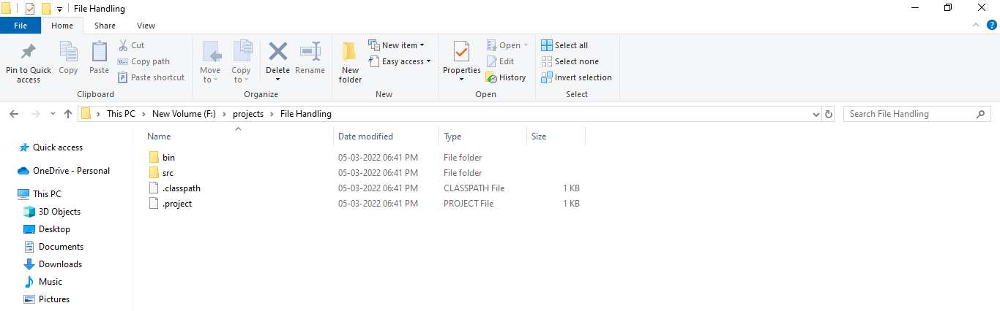 File Handling
File Home Share View
Pin to Quick access
Copy
Paste
Cut
Copy path
Paste shortcut
Clipboard
Move to
Copy to
Delete
Rename
Organize
New folder
New item
Easy access
New
Properties
Open
Edit
History
Open
Select all
Select none
Invert selection
Select
This PC > New Volume (F:) > projects > File Handling
Search File Handling
Quick access
OneDrive - Personal
This PC
3D Objects
Desktop
Documents
Downloads
Music
Pictures
Name Date modified Type Size
bin 05-03-2022 06:41 PM File folder
src 05-03-2022 06:41 PM File folder
.classpath 05-03-2022 06:41 PM CLASSPATH File 1 KB
.project 05-03-2022 06:41 PM PROJECT File 1 KB